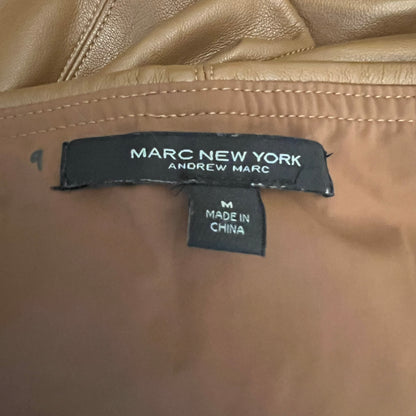 MARC NEW YORK
ANDREW MARC
M
MADE IN
CHINA